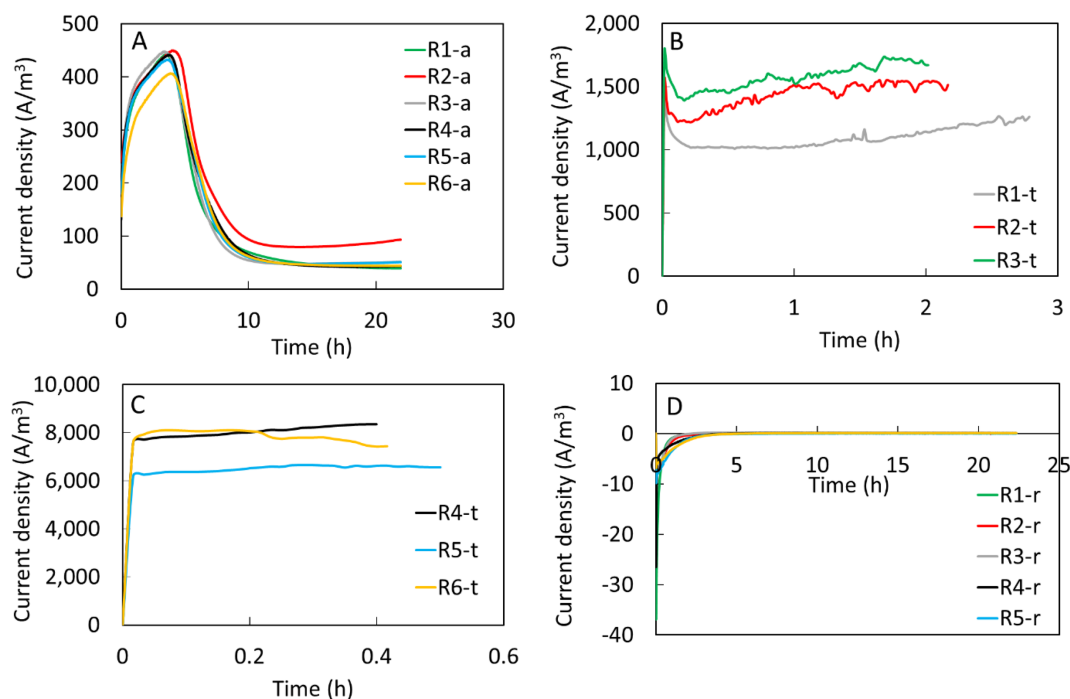 A
Current density (A/m³)
500
400
300
200
100
0
0
10
20
30
Time (h)
R1-a
R2-a
R3-a
R4-a
R5-a
R6-a
B
Current density (A/m³)
2,000
1,500
1,000
500
0
0
1
2
3
Time (h)
R1-t
R2-t
R3-t
C
Current density (A/m³)
10,000
8,000
6,000
4,000
2,000
0
0
0.2
0.4
0.6
Time (h)
R4-t
R5-t
R6-t
D
Current density (A/m³)
10
0
-10
-20
-30
-40
0
5
10
15
20
25
Time (h)
R1-r
R2-r
R3-r
R4-r
R5-r